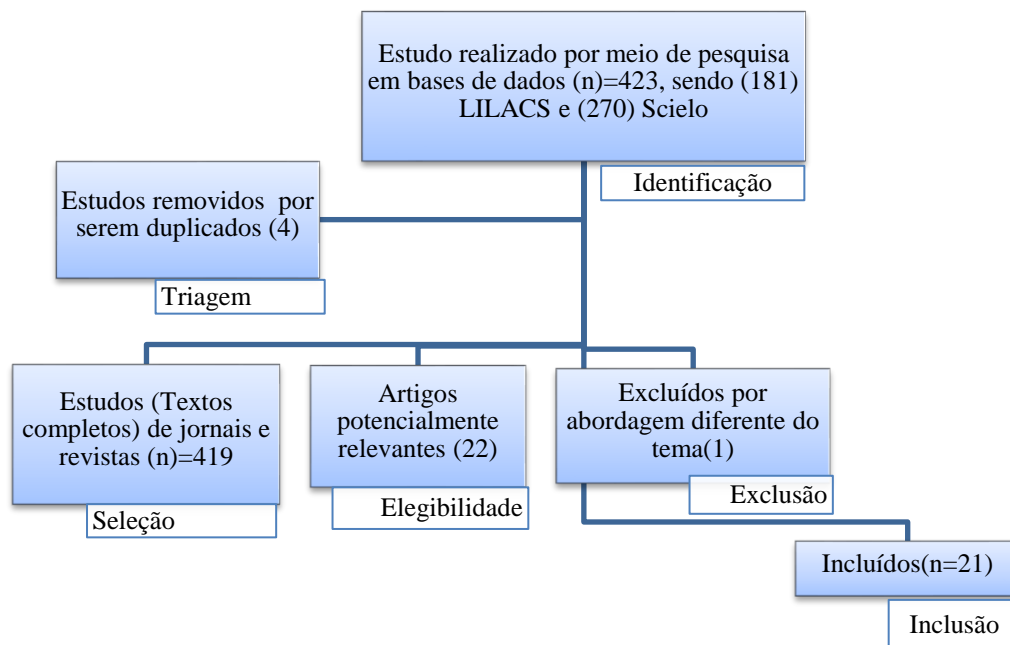 Estudo realizado por meio de pesquisa
em bases de dados (n)=423, sendo (181)
LILACS e (270) Scielo
Identificação
Estudos removidos por
serem duplicados (4)
Triagem
Estudos (Textos
completos) de jornais e
revistas (n)=419
Seleção
Artigos
potencialmente
relevantes (22)
Elegibilidade
Excluídos por
abordagem diferente do
tema(1)
Exclusão
Incluídos(n=21)
Inclusão